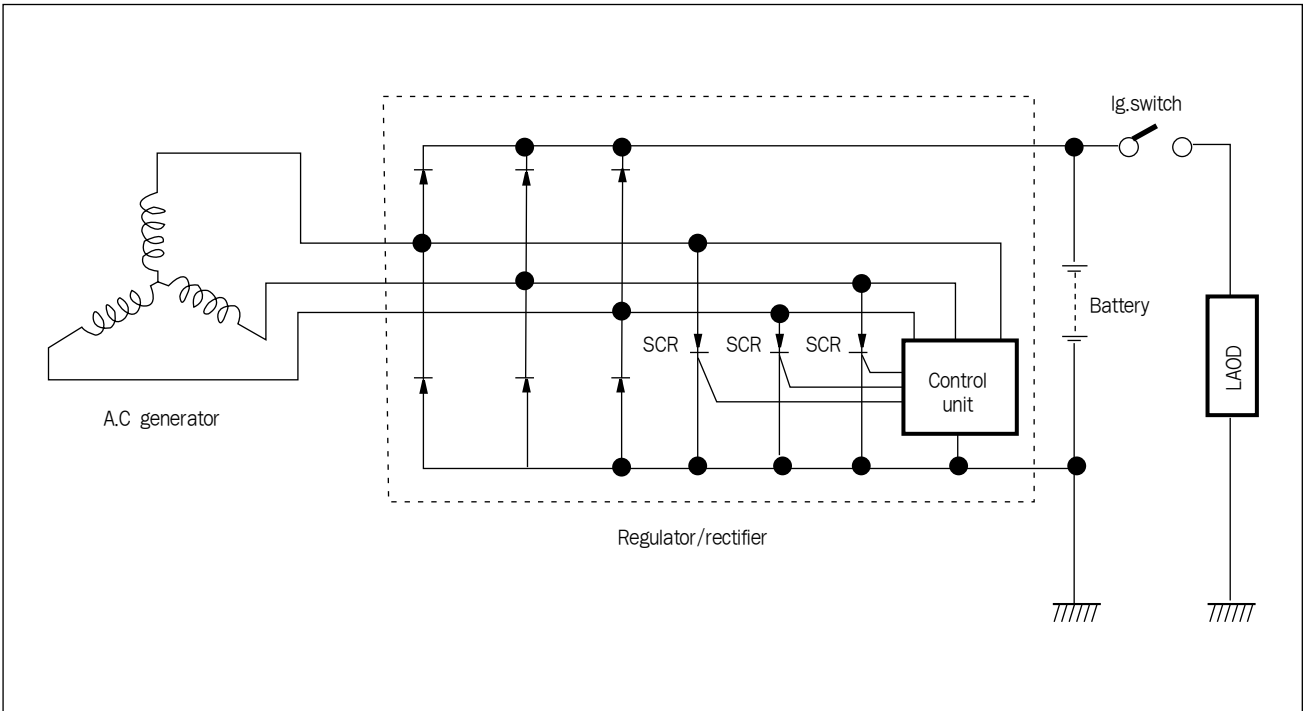 Ig.switch
SCR
SCR
SCR
Battery
Control
unit
LAOD
A.C generator
Regulator/rectifier